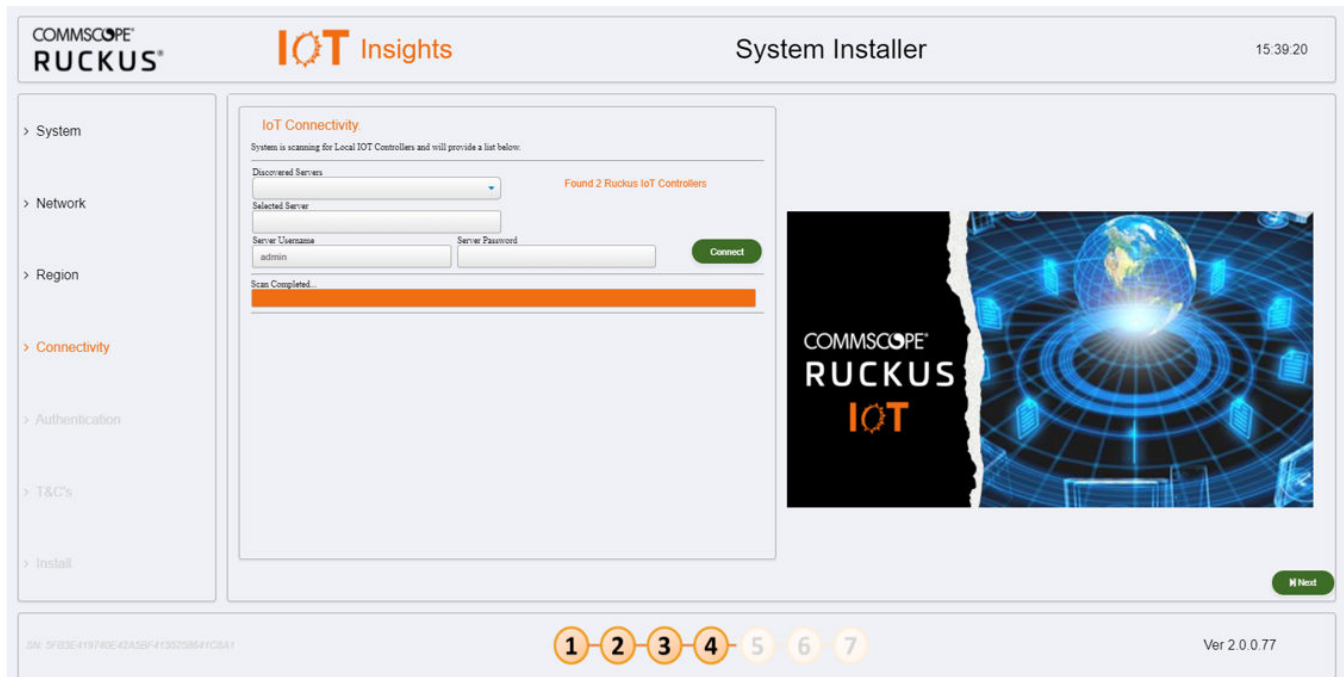 COMMSCOPE®
RUCKUS®
IOT Insights
System Installer
15:39:20
> System
> Network
> Region
> Connectivity
> Authentication
> T&C's
> Install
IoT Connectivity.
System is scanning for Local IOT Controllers and will provide a list below.
Discovered Servers
Found 2 Ruckus IoT Controllers
Selected Server
Server Username
Server Password
admin
Connect
Scan Completed...
COMMSCOPE®
RUCKUS
IOT
Next
1
2
3
4
5
6
7
Ver 2.0.0.77